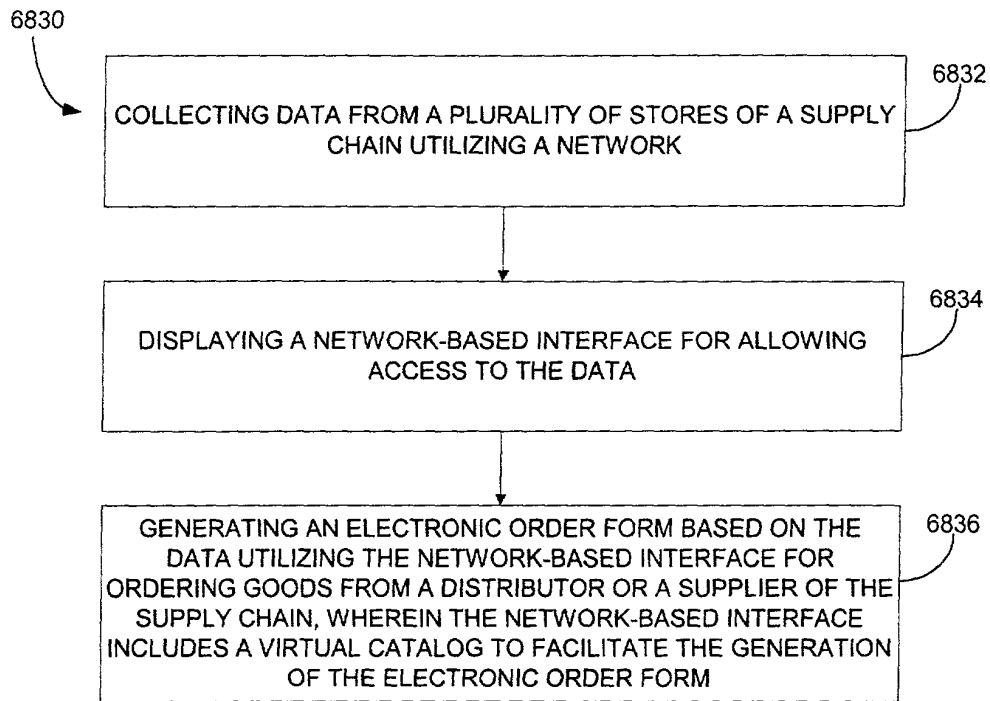 6830
6832
COLLECTING DATA FROM A PLURALITY OF STORES OF A SUPPLY
CHAIN UTILIZING A NETWORK
6834
DISPLAYING A NETWORK-BASED INTERFACE FOR ALLOWING
ACCESS TO THE DATA
6836
GENERATING AN ELECTRONIC ORDER FORM BASED ON THE
DATA UTILIZING THE NETWORK-BASED INTERFACE FOR
ORDERING GOODS FROM A DISTRIBUTOR OR A SUPPLIER OF THE
SUPPLY CHAIN, WHEREIN THE NETWORK-BASED INTERFACE
INCLUDES A VIRTUAL CATALOG TO FACILITATE THE GENERATION
OF THE ELECTRONIC ORDER FORM